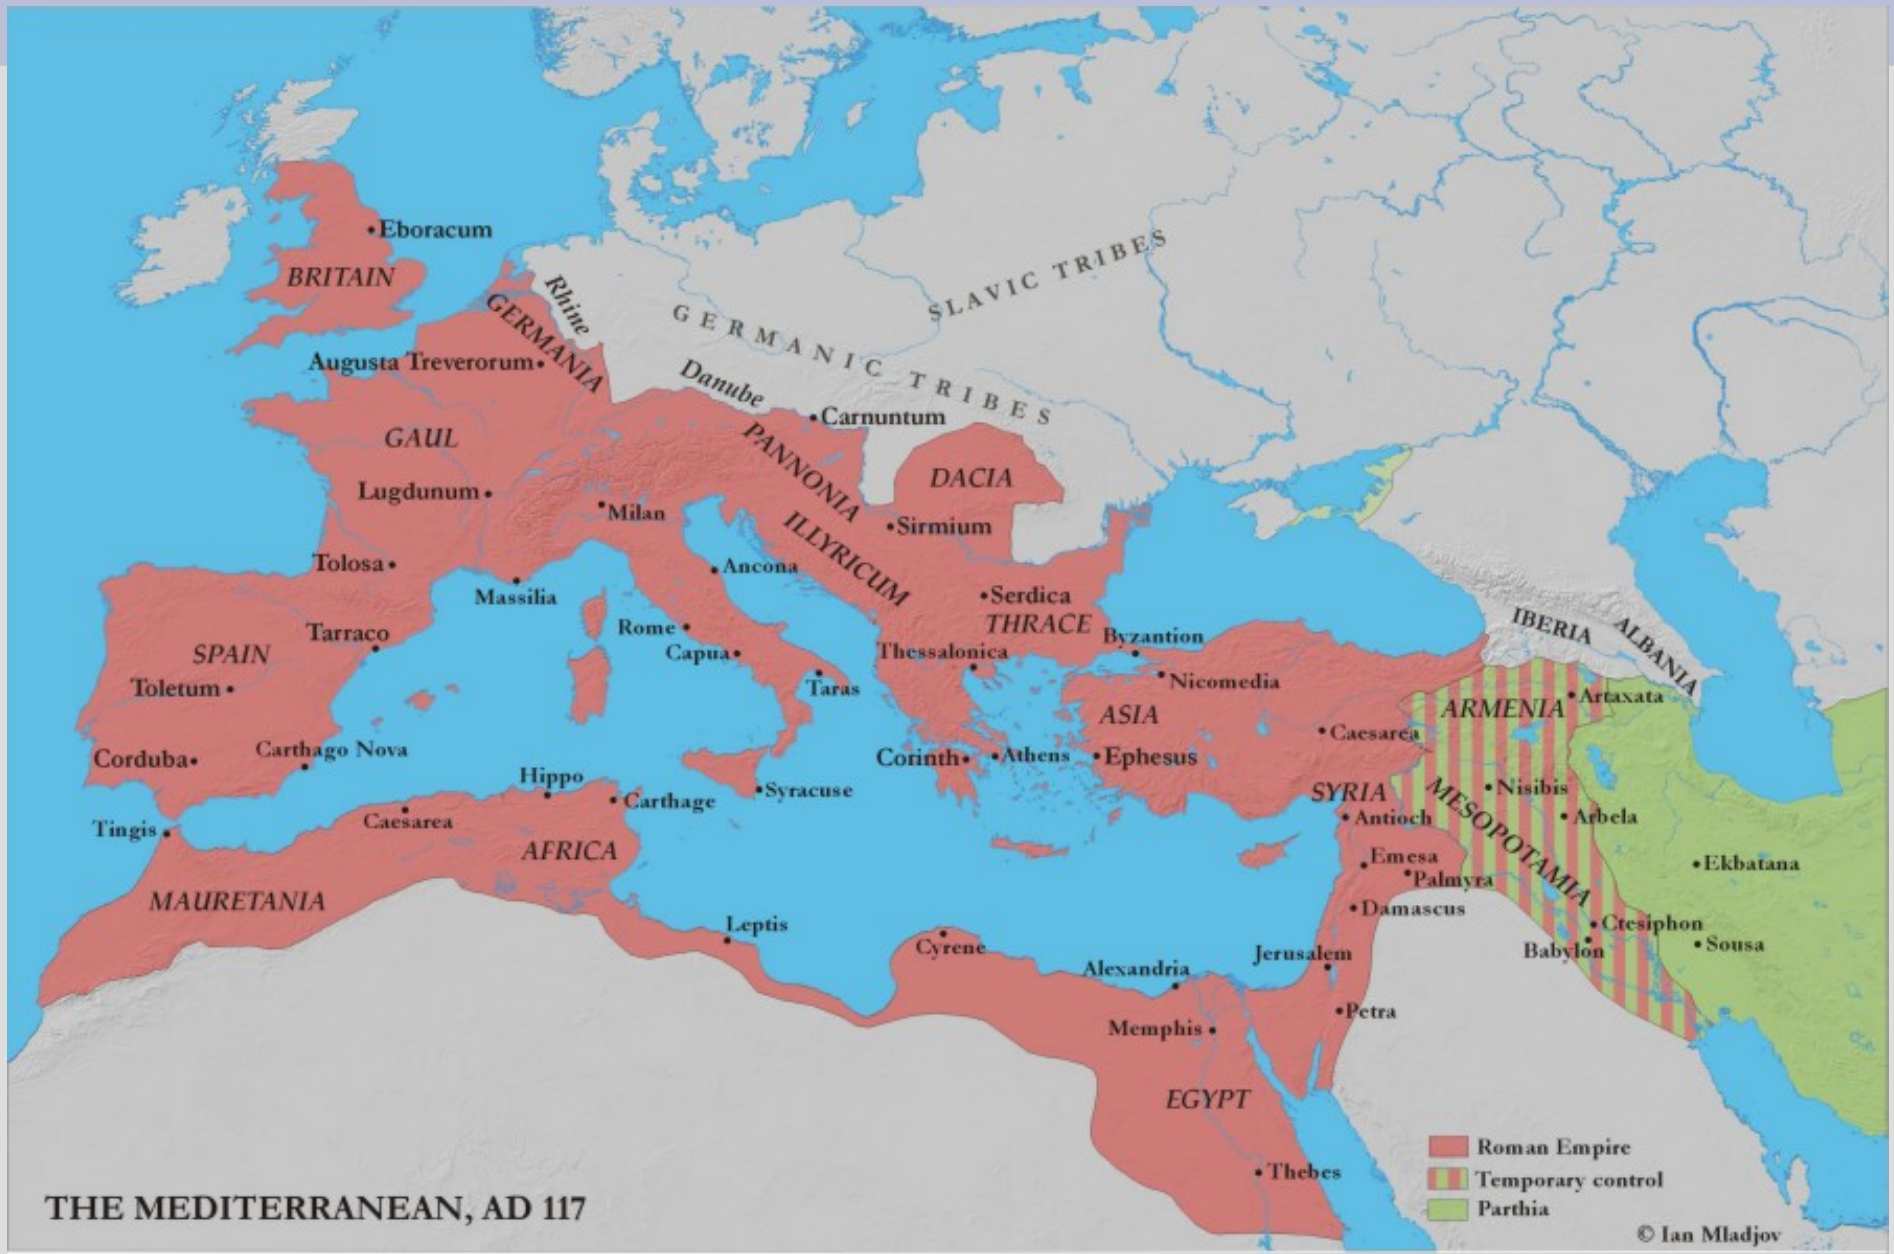 Eboracum
BRITAIN
Rhine
GERMANIA
SLAVIC TRIBES
GERMANIC TRIBES
Augusta Treverorum
Danube
Carnuntum
GAUL
PANNONIA
DACIA
Lugdunum
Milan
Sirmium
ILLYRICUM
Tolosa
Massilia
Ancona
Serdica
THRACE
IBERIA
ALBANIA
Tarraco
Rome
Capua
Thessalonica
Byzantion
SPAIN
Toletum
Taras
Nicomedia
ASIA
ARMENIA
Artaxata
Corduba
Carthago Nova
Corinth
Athens
Ephesus
Caesarea
Hippo
Carthage
Syracuse
SYRIA
Nisibis
MESOPOTAMIA
Tingis
Caesarea
Antioch
Arbela
AFRICA
Emesa
Palmyra
Ekbatana
MAURETANIA
Damascus
Leptis
Cyrene
Ctesiphon
Babylon
Sousa
Alexandria
Jerusalem
Petra
Memphis
EGYPT
Thebes
Roman Empire
Temporary control
Parthia
THE MEDITERRANEAN, AD 117
© Ian Mladjov